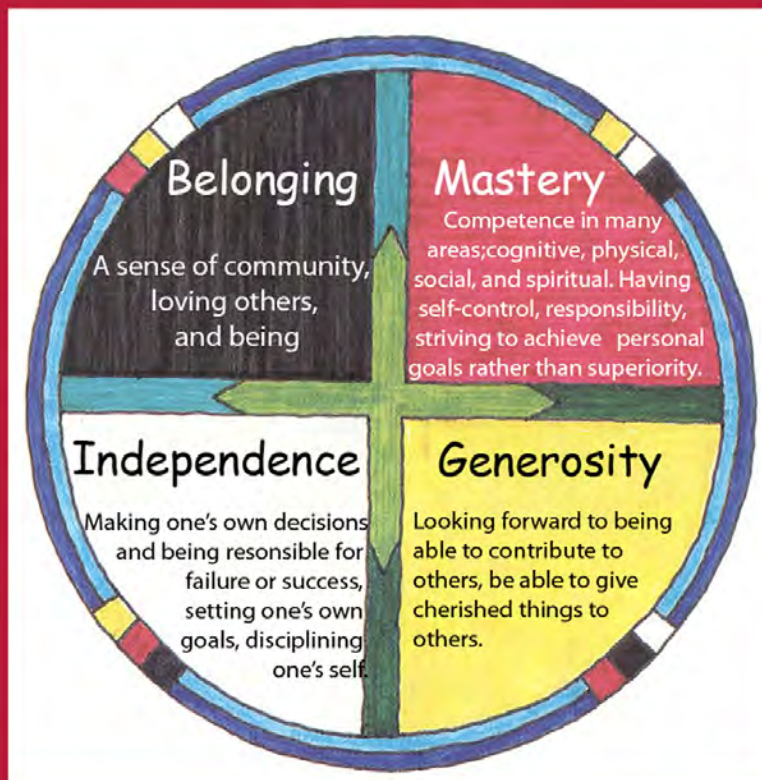 Belonging
A sense of community,
loving others,
and being
Mastery
Competence in many
areas;cognitive, physical,
social, and spiritual. Having
self-control, responsibility,
striving to achieve personal
goals rather than superiority.
Independence
Making one's own decisions
and being resonsible for
failure or success,
setting one's own
goals, disciplining
one's self.
Generosity
Looking forward to being
able to contribute to
others, be able to give
cherished things to
others.